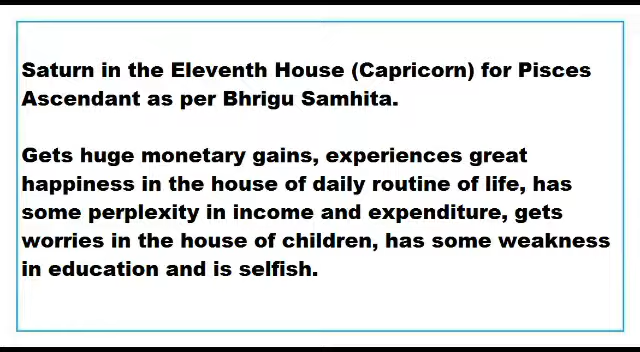 Saturn in the Eleventh House (Capricorn) for Pisces
Ascendant as per Bhrigu Samhita.
Gets huge monetary gains, experiences great
happiness in the house of daily routine of life, has
some perplexity in income and expenditure, gets
worries in the house of children, has some weakness
in education and is selfish.